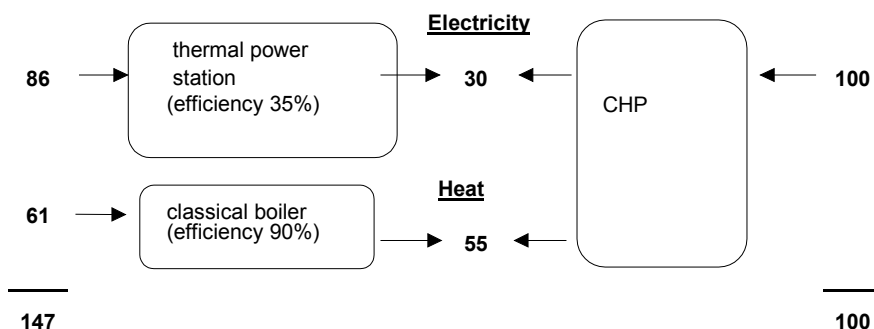 Electricity
thermal power
station
(efficiency 35%)
86
30
CHP
100
Heat
61
classical boiler
(efficiency 90%)
55
147
100